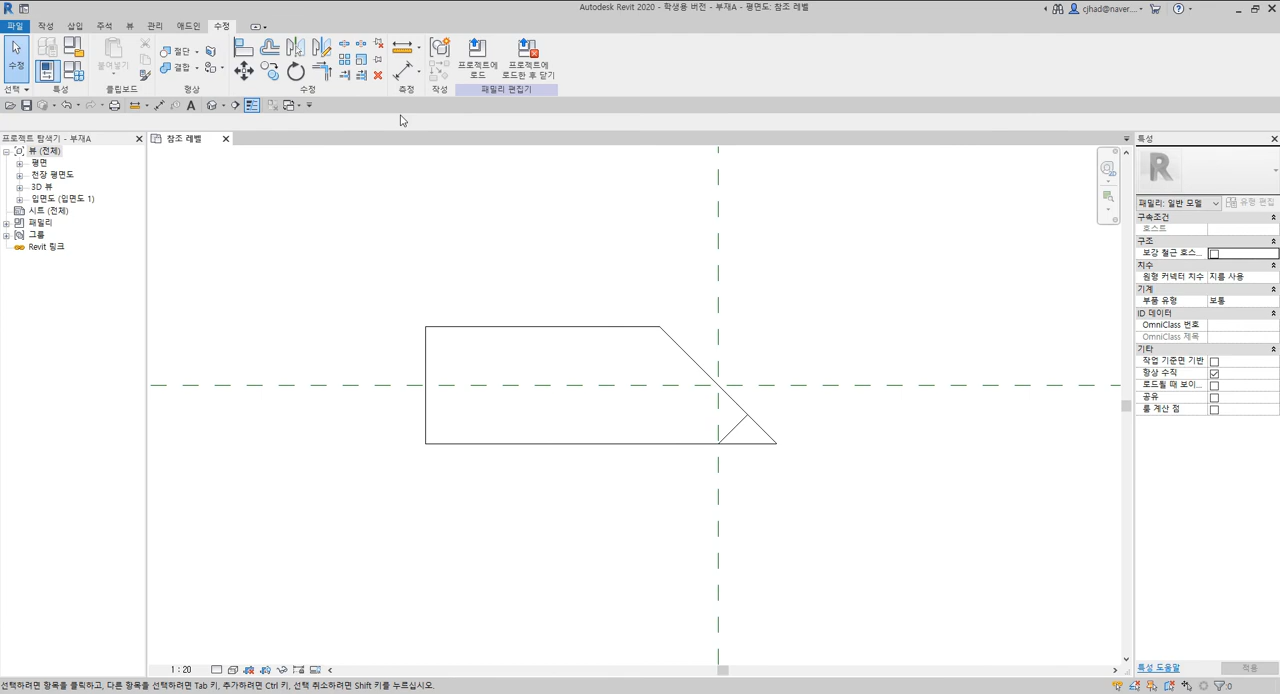 Autodesk Revit 2020 - 학생용 버전 - 부재A - 평면도: 참조 레벨
cjhad@naver....
파일 작성 삽입 주석 뷰 관리 애드인 수정
수정
붙여넣기
절단
결합
프로젝트에 로드
프로젝트에 로드한 후 닫기
선택 특성 클립보드 형상 수정 측정 작성 패밀리 편집기
프로젝트 탐색기 - 부재A
참조 레벨
특성
뷰 (전체)
평면
천장 평면도
3D 뷰
입면도 (입면도 1)
시트 (전체)
패밀리
그룹
Revit 링크
패밀리: 일반 모델
유형 편집
구속조건
호스트
구조
보강 철근 호스...
치수
원형 커넥터 치수 지름 사용
기계
부품 유형 보통
ID 데이터
OmniClass 번호
OmniClass 제목
기타
작업 기준면 기반
항상 수직
로드될 때 보이...
공유
룸 계산 점
특성 도움말 적용
1 : 20
선택하려면 항목을 클릭하고, 다른 항목을 선택하려면 Tab 키, 추가하려면 Ctrl 키, 선택 취소하려면 Shift 키를 누르십시오.
:0